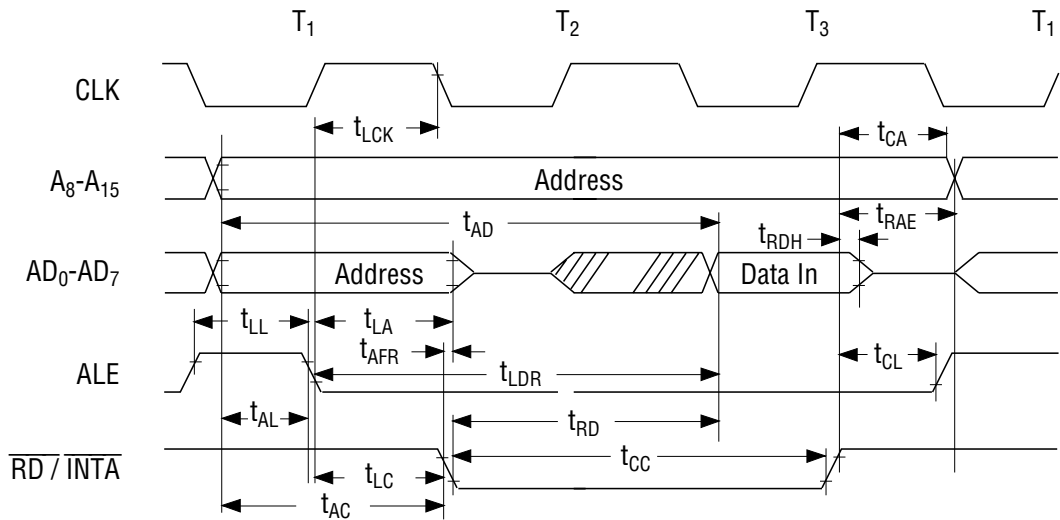 T1 T2 T3 T1
CLK
tLCK tCA
A8-A15 Address
tAD tRAE
tRDH
AD0-AD7 Address Data In
tLL tLA
tAFR tCL
ALE tLDR
tAL tRD
RD / INTA tCC
tLC
tAC